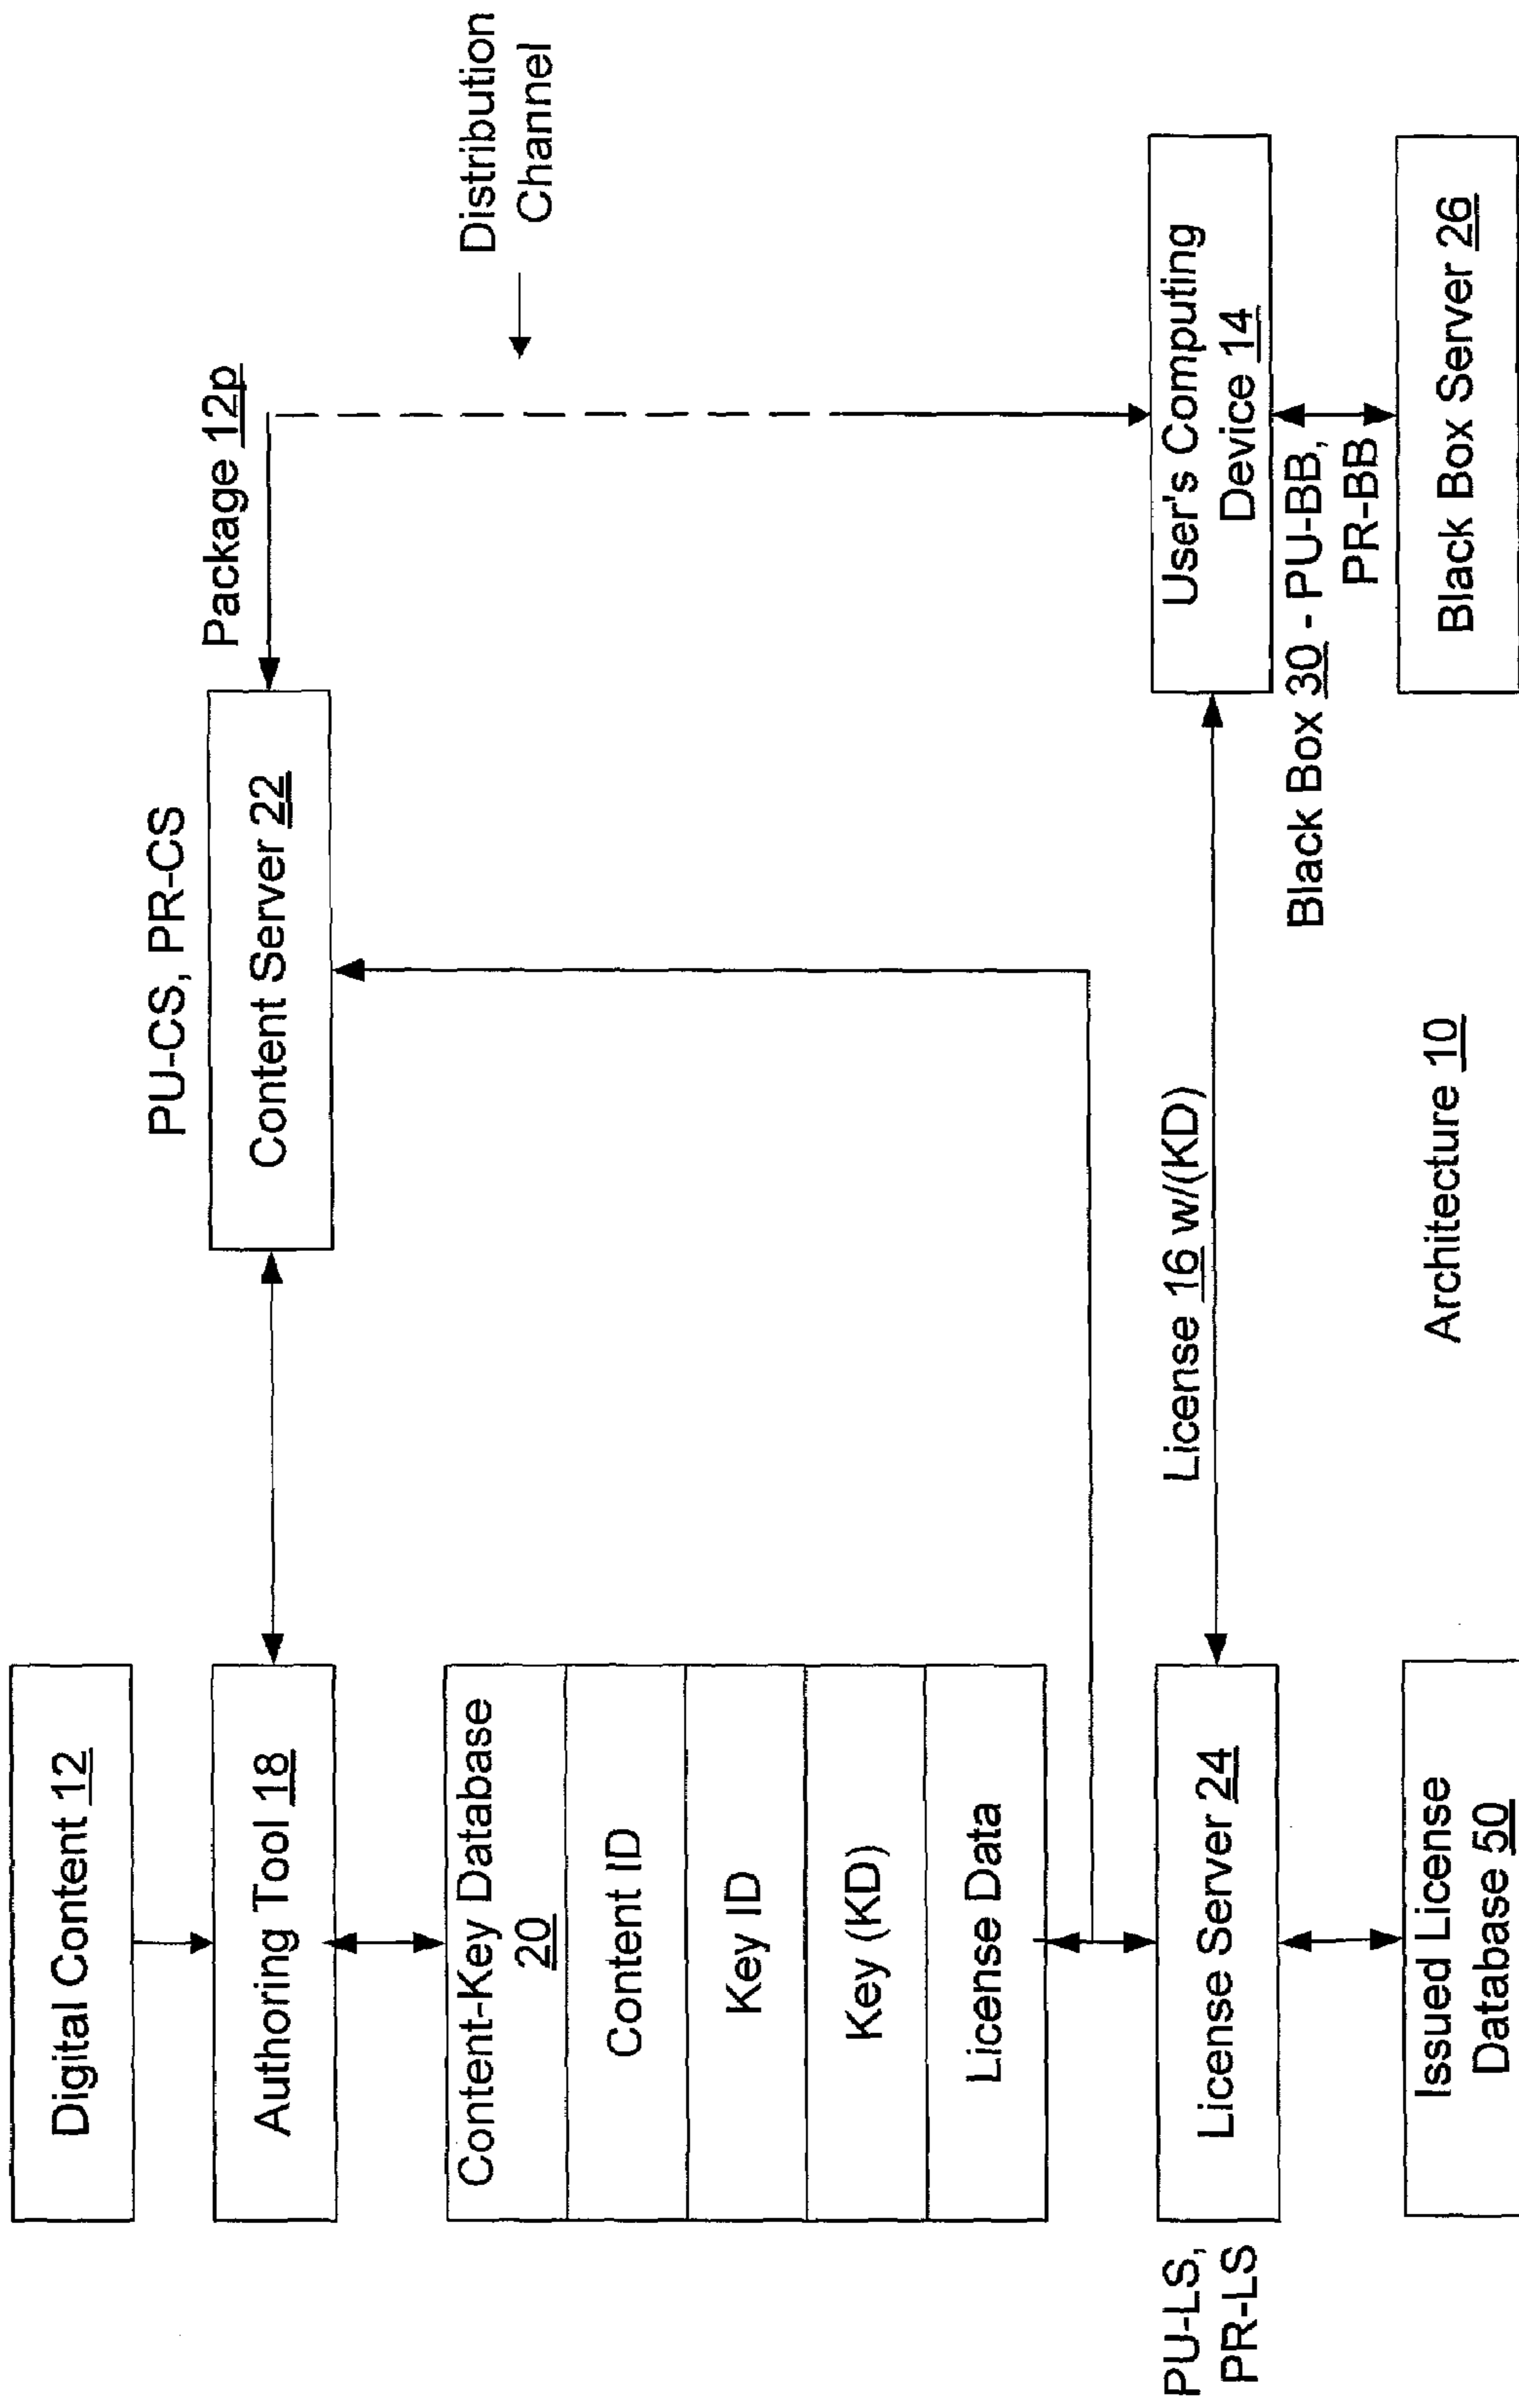 Digital Content 12
Authoring Tool 18
Content-Key Database
20
Content ID
Key ID
Key (KD)
License Data
PU-LS,
PR-LS
License Server 24
Issued License
Database 50
PU-CS, PR-CS
Content Server 22
Package 12p
Distribution
Channel
License 16 w/(KD)
User's Computing
Device 14
Black Box 30 - PU-BB,
PR-BB
Black Box Server 26
Architecture 10